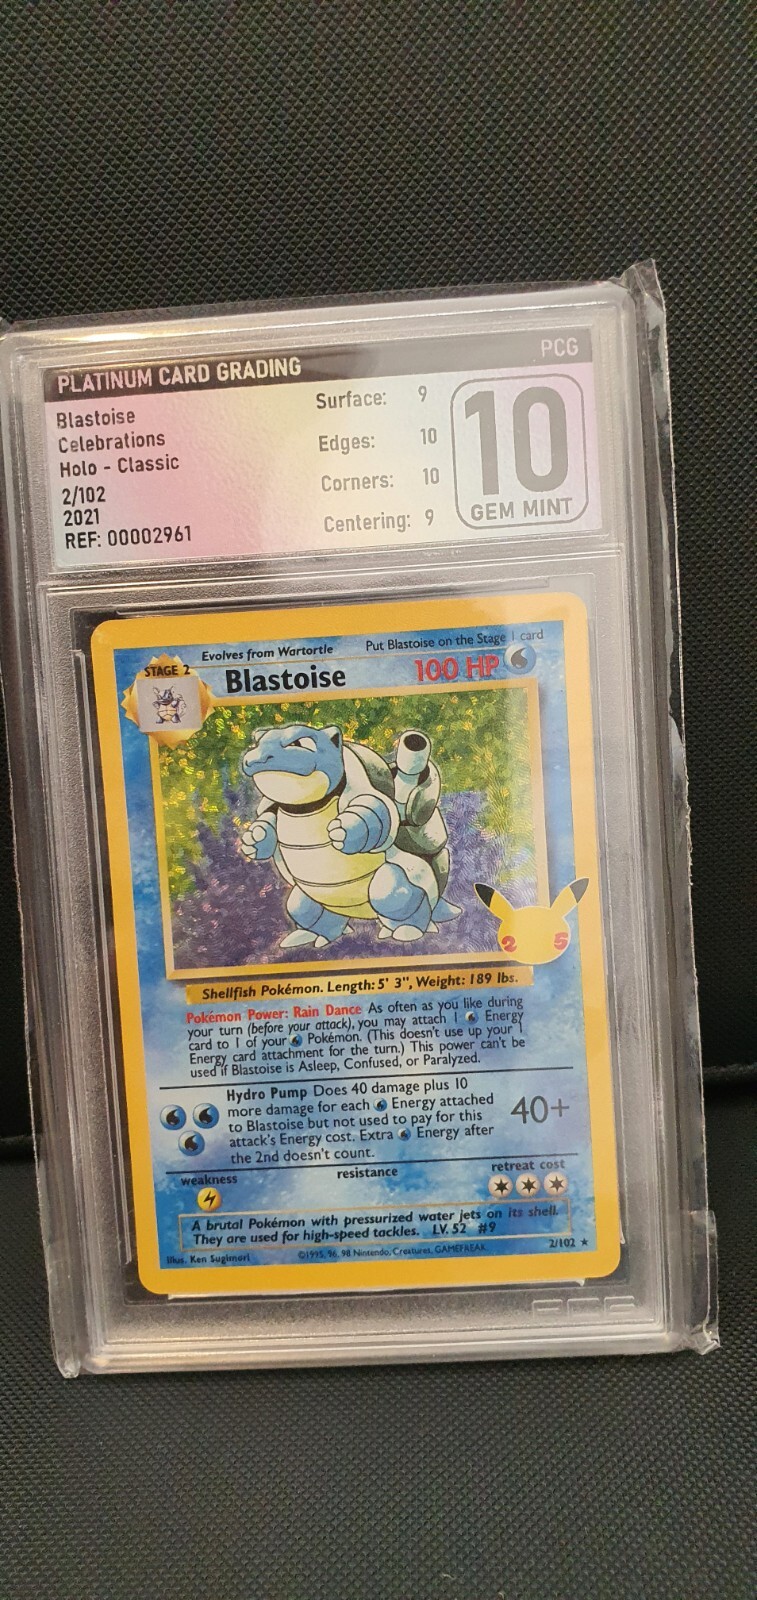 PLATINUM CARD GRADING PCG
Blastoise
Celebrations
Holo - Classic
2/102
2021
REF: 00002961
Surface: 9
Edges: 10
Corners: 10
Centering: 9
10
GEM MINT
Evolves from Wartortle Put Blastoise on the Stage 1 card
STAGE 2
Blastoise 100 HP
25
Shellfish Pokémon. Length: 5' 3", Weight: 189 lbs.
Pokémon Power: Rain Dance As often as you like during
your turn (before your attack), you may attach 1 Energy
card to 1 of your Pokémon. (This doesn't use up your 1
Energy card attachment for the turn.) This power can't be
used if Blastoise is Asleep, Confused, or Paralyzed.
Hydro Pump Does 40 damage plus 10
more damage for each Energy attached
to Blastoise but not used to pay for this
attack's Energy cost. Extra Energy after
the 2nd doesn't count.
40+
weakness resistance retreat cost
A brutal Pokémon with pressurized water jets on its shell.
They are used for high-speed tackles. LV. 52 #9
Illus. Ken Sugimori ©1995, 96, 98 Nintendo, Creatures, GAMEFREAK. 2/102 ★